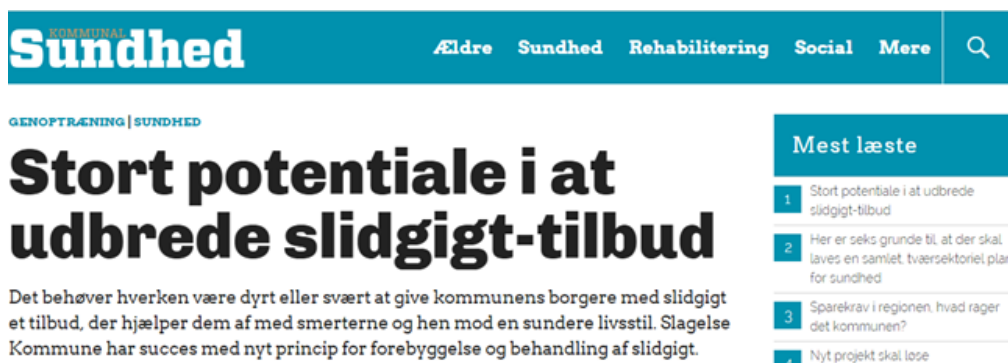 KOMMUNAL
Sundhed
Ældre Sundhed Rehabilitering Social Mere
GENOPTRÆNING | SUNDHED
Stort potentiale i at
udbrede slidgigt-tilbud
Det behøver hverken være dyrt eller svært at give kommunens borgere med slidgigt
et tilbud, der hjælper dem af med smerterne og hen mod en sundere livsstil. Slagelse
Kommune har succes med nyt princip for forebyggelse og behandling af slidgigt.
Mest læste
1 Stort potentiale i at udbrede
slidgigt-tilbud
2 Her er seks grunde til, at der skal
laves en samlet, tværsektoriel plan
for sundhed
3 Sparekrav i regionen, hvad rager
det kommunen?
4 Nyt projekt skal løse